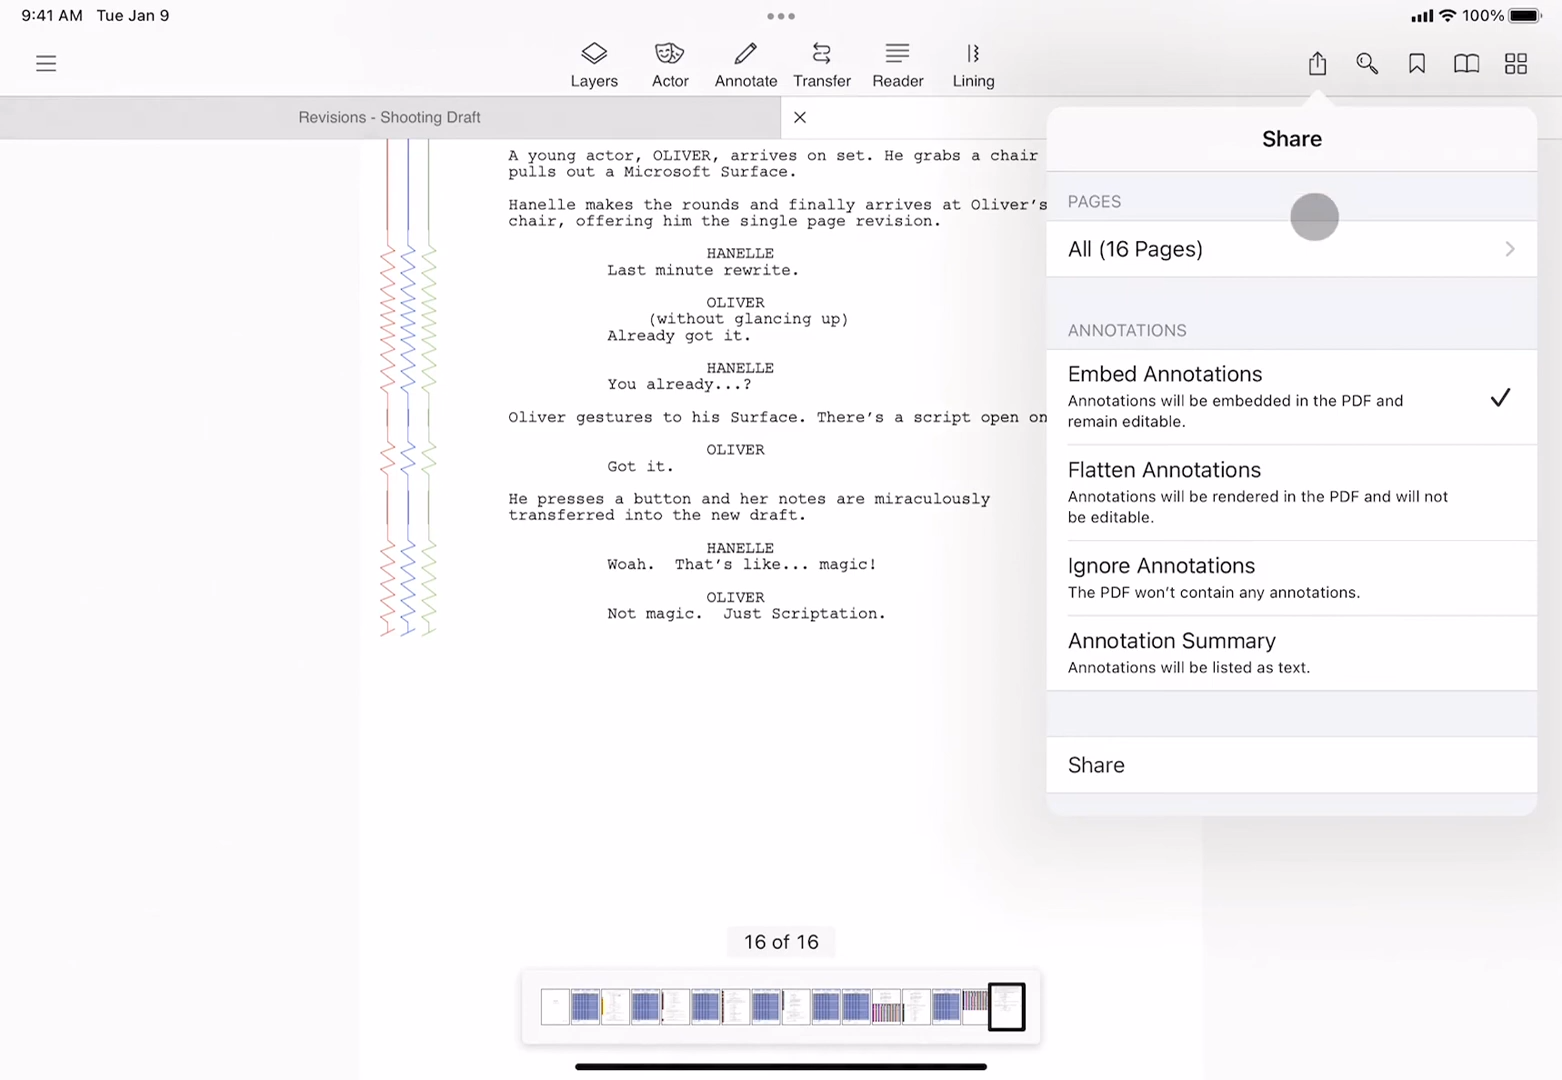 9:41 AM Tue Jan 9
100%
Layers
Actor
Annotate
Transfer
Reader
Lining
Revisions - Shooting Draft
A young actor, OLIVER, arrives on set. He grabs a chair
pulls out a Microsoft Surface.
Hanelle makes the rounds and finally arrives at Oliver's
chair, offering him the single page revision.
HANELLE
Last minute rewrite.
OLIVER
(without glancing up)
Already got it.
HANELLE
You already...?
Oliver gestures to his Surface. There's a script open on
OLIVER
Got it.
He presses a button and her notes are miraculously
transferred into the new draft.
HANELLE
Woah. That's like... magic!
OLIVER
Not magic. Just Scriptation.
16 of 16
Share
PAGES
All (16 Pages)
ANNOTATIONS
Embed Annotations
Annotations will be embedded in the PDF and
remain editable.
Flatten Annotations
Annotations will be rendered in the PDF and will not
be editable.
Ignore Annotations
The PDF won't contain any annotations.
Annotation Summary
Annotations will be listed as text.
Share